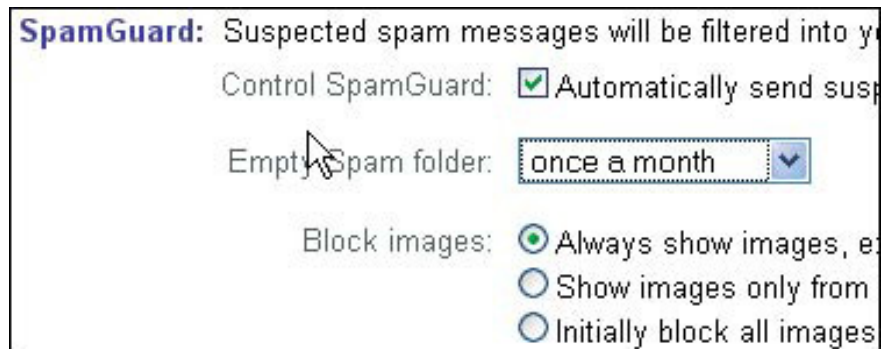 SpamGuard: Suspected spam messages will be filtered into
Control SpamGuard: Automatically send
Empty Spam folder: once a month
Block images: Always show images,
Show images only from
Initially block all images